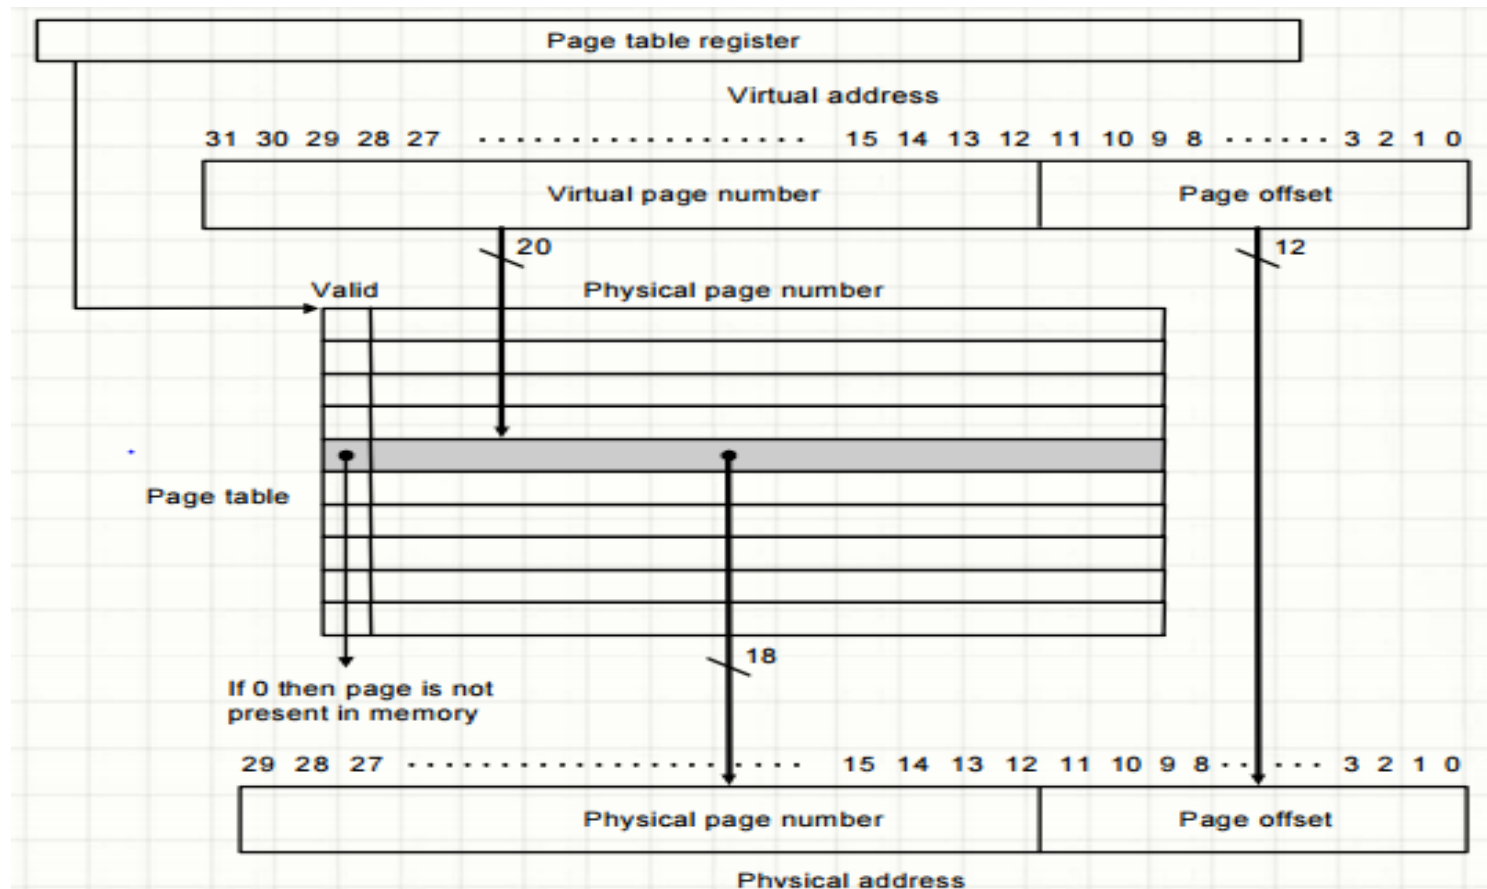 Page table register
Virtual address
31 30 29 28 27 .................. 15 14 13 12 11 10 9 8 ...... 3 2 1 0
Virtual page number Page offset
20 12
Valid Physical page number
Page table
18
If 0 then page is not
present in memory
29 28 27 ...................... 15 14 13 12 11 10 9 8 ...... 3 2 1 0
Physical page number Page offset
Physical address